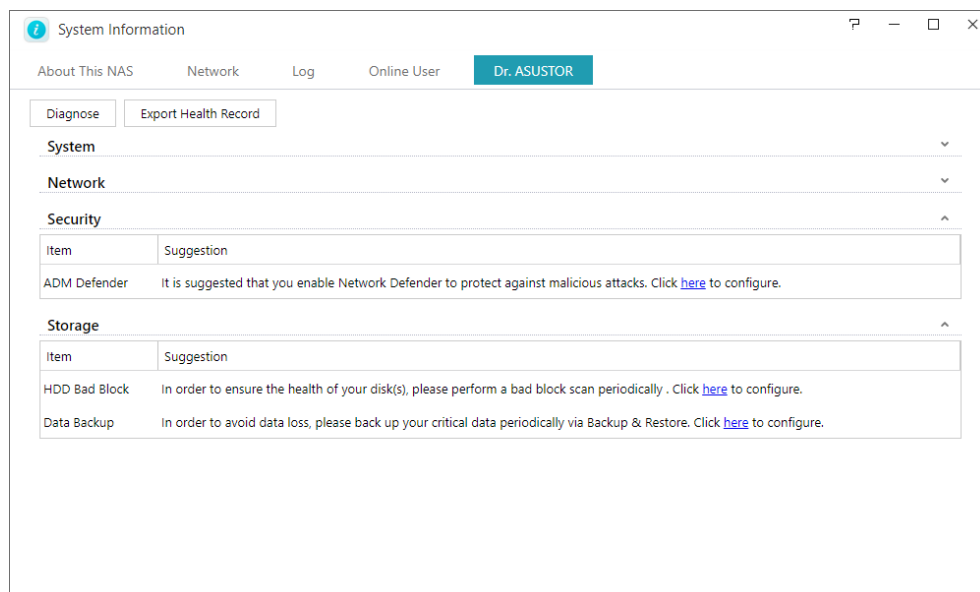 System Information
About This NAS Network Log Online User Dr. ASUSTOR
Diagnose Export Health Record
System
Network
Security
Item Suggestion
ADM Defender It is suggested that you enable Network Defender to protect against malicious attacks. Click here to configure.
Storage
Item Suggestion
HDD Bad Block In order to ensure the health of your disk(s), please perform a bad block scan periodically . Click here to configure.
Data Backup In order to avoid data loss, please back up your critical data periodically via Backup & Restore. Click here to configure.